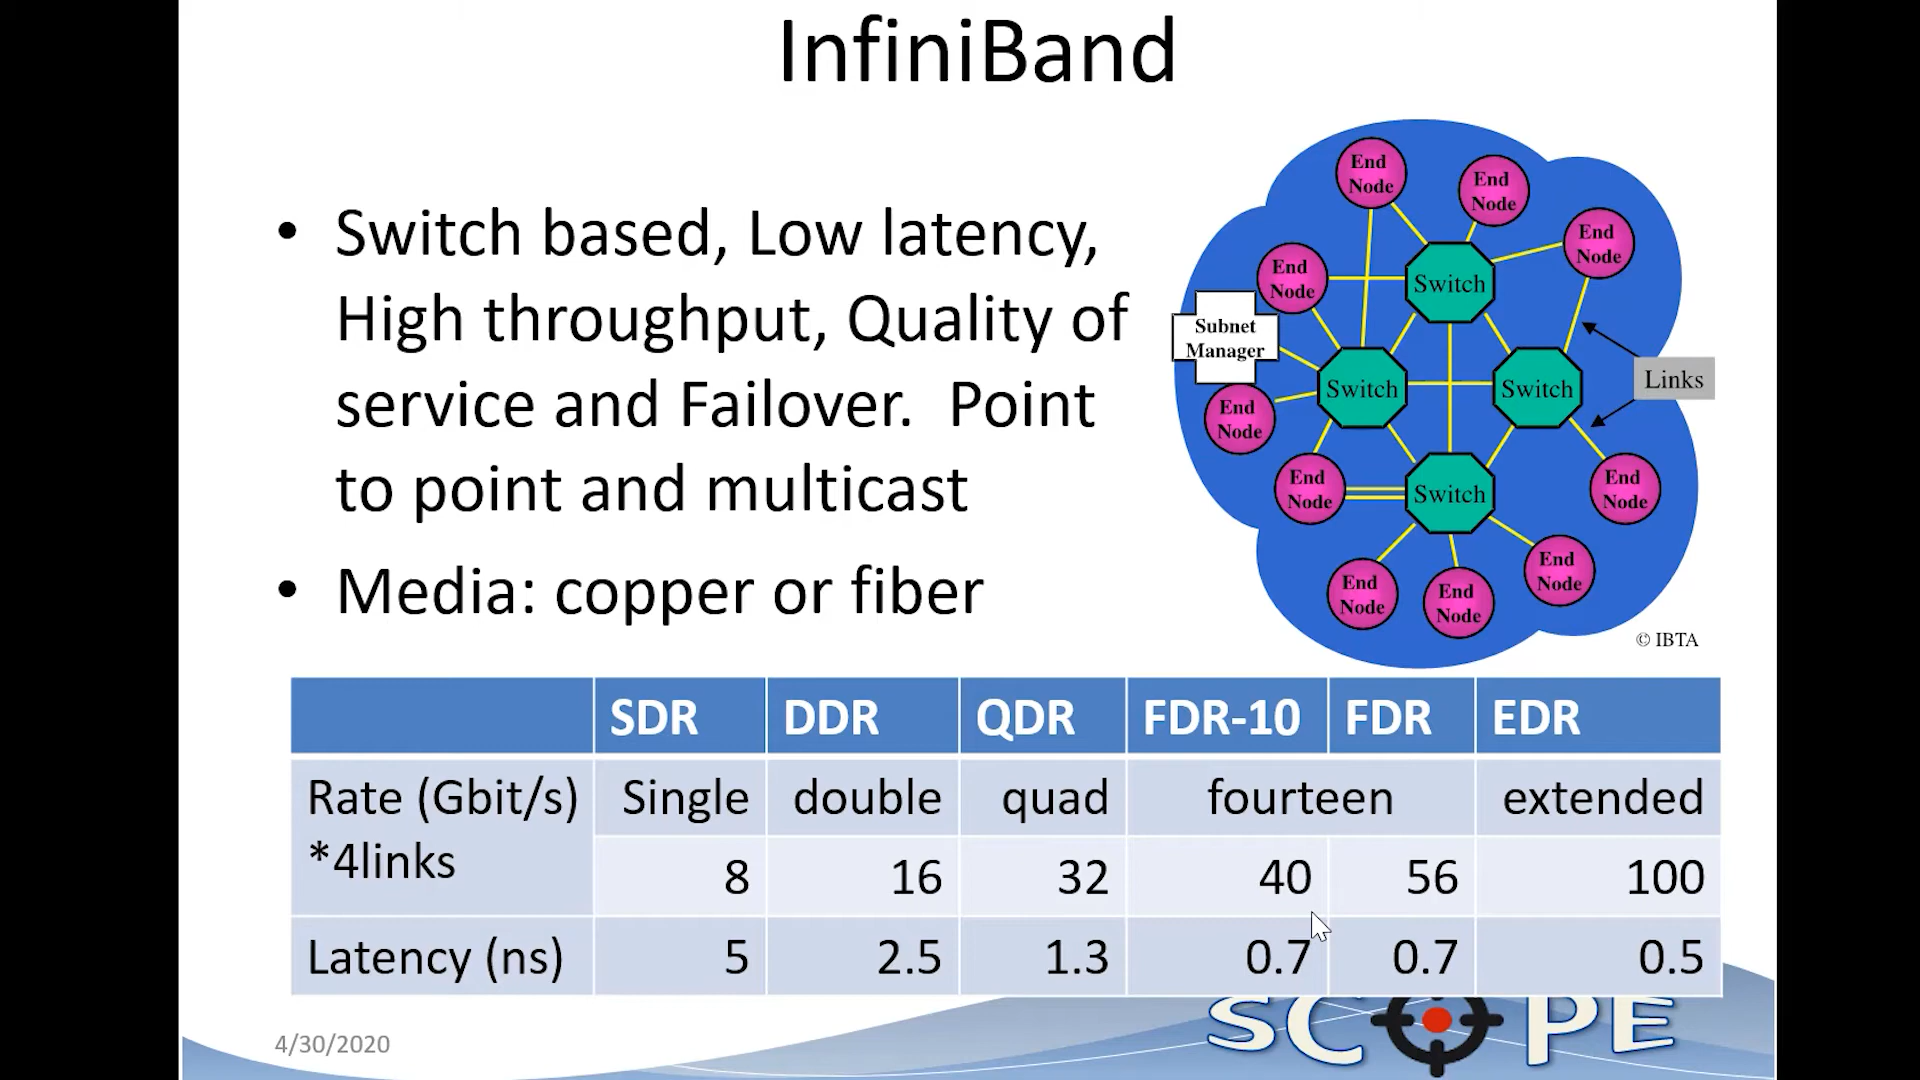 InfiniBand
• Switch based, Low latency,
High throughput, Quality of
service and Failover.  Point
to point and multicast
• Media: copper or fiber
End
Node
End
Node
End
Node
End
Node
Switch
Subnet
Manager
Switch
Switch
Links
End
Node
End
Node
Switch
End
Node
End
Node
End
Node
End
Node
© IBTA
SDR DDR QDR FDR-10 FDR EDR
Rate (Gbit/s) Single double quad fourteen extended
*4links 8 16 32 40 56 100
Latency (ns) 5 2.5 1.3 0.7 0.7 0.5
4/30/2020
SCOPE